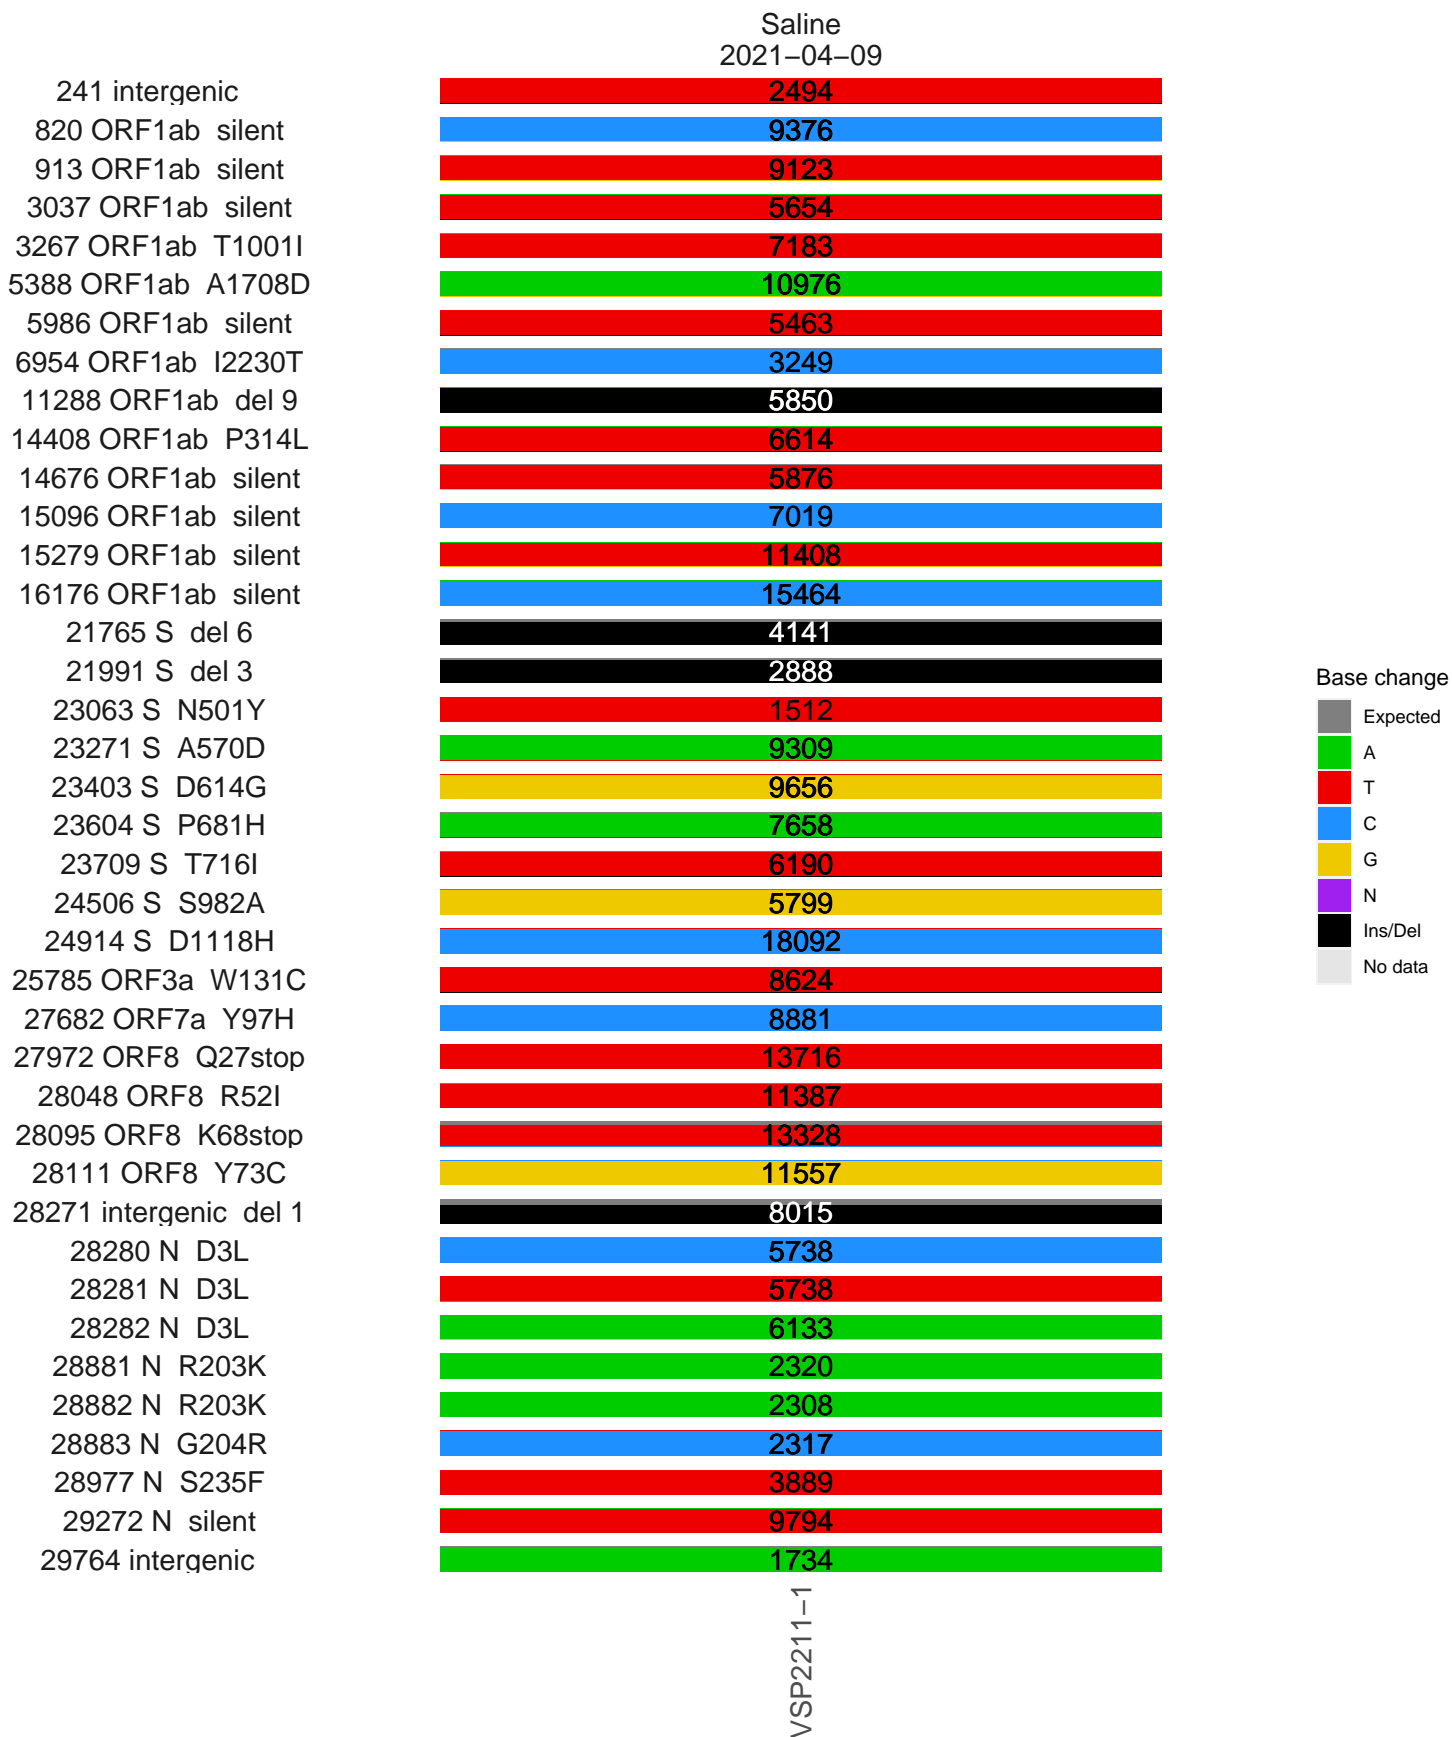 Saline
2021−04−09
241 intergenic 2494
820 ORF1ab silent 9376
913 ORF1ab silent 9123
3037 ORF1ab silent 5654
3267 ORF1ab T1001I 7183
5388 ORF1ab A1708D 10976
5986 ORF1ab silent 5463
6954 ORF1ab I2230T 3249
11288 ORF1ab del 9 5850
14408 ORF1ab P314L 6614
14676 ORF1ab silent 5876
15096 ORF1ab silent 7019
15279 ORF1ab silent 11408
16176 ORF1ab silent 15464
21765 S del 6 4141
21991 S del 3 2888
23063 S N501Y 1512
23271 S A570D 9309
23403 S D614G 9656
23604 S P681H 7658
23709 S T716I 6190
24506 S S982A 5799
24914 S D1118H 18092
25785 ORF3a W131C 8624
27682 ORF7a Y97H 8881
27972 ORF8 Q27stop 13716
28048 ORF8 R52I 11387
28095 ORF8 K68stop 13328
28111 ORF8 Y73C 11557
28271 intergenic del 1 8015
28280 N D3L 5738
28281 N D3L 5738
28282 N D3L 6133
28881 N R203K 2320
28882 N R203K 2308
28883 N G204R 2317
28977 N S235F 3889
29272 N silent 9794
29764 intergenic 1734
VSP2211−1
Base change
Expected
A
T
C
G
N
Ins/Del
No data